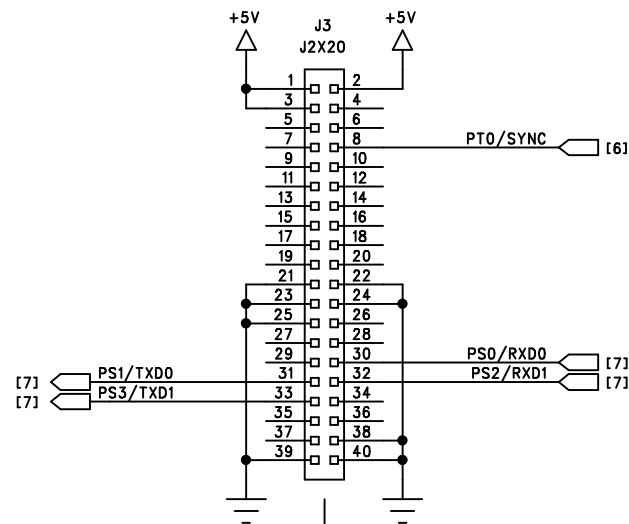 +5V J3 +5V
J2X20
1 2
3 4
5 6
7 8 PT0/SYNC [6]
9 10
11 12
13 14
15 16
17 18
19 20
21 22
23 24
25 26
27 28
29 30 PS0/RXD0 [7]
[7] PS1/TXD0 31 32 PS2/RXD1 [7]
[7] PS3/TXD1 33 34
35 36
37 38
39 40